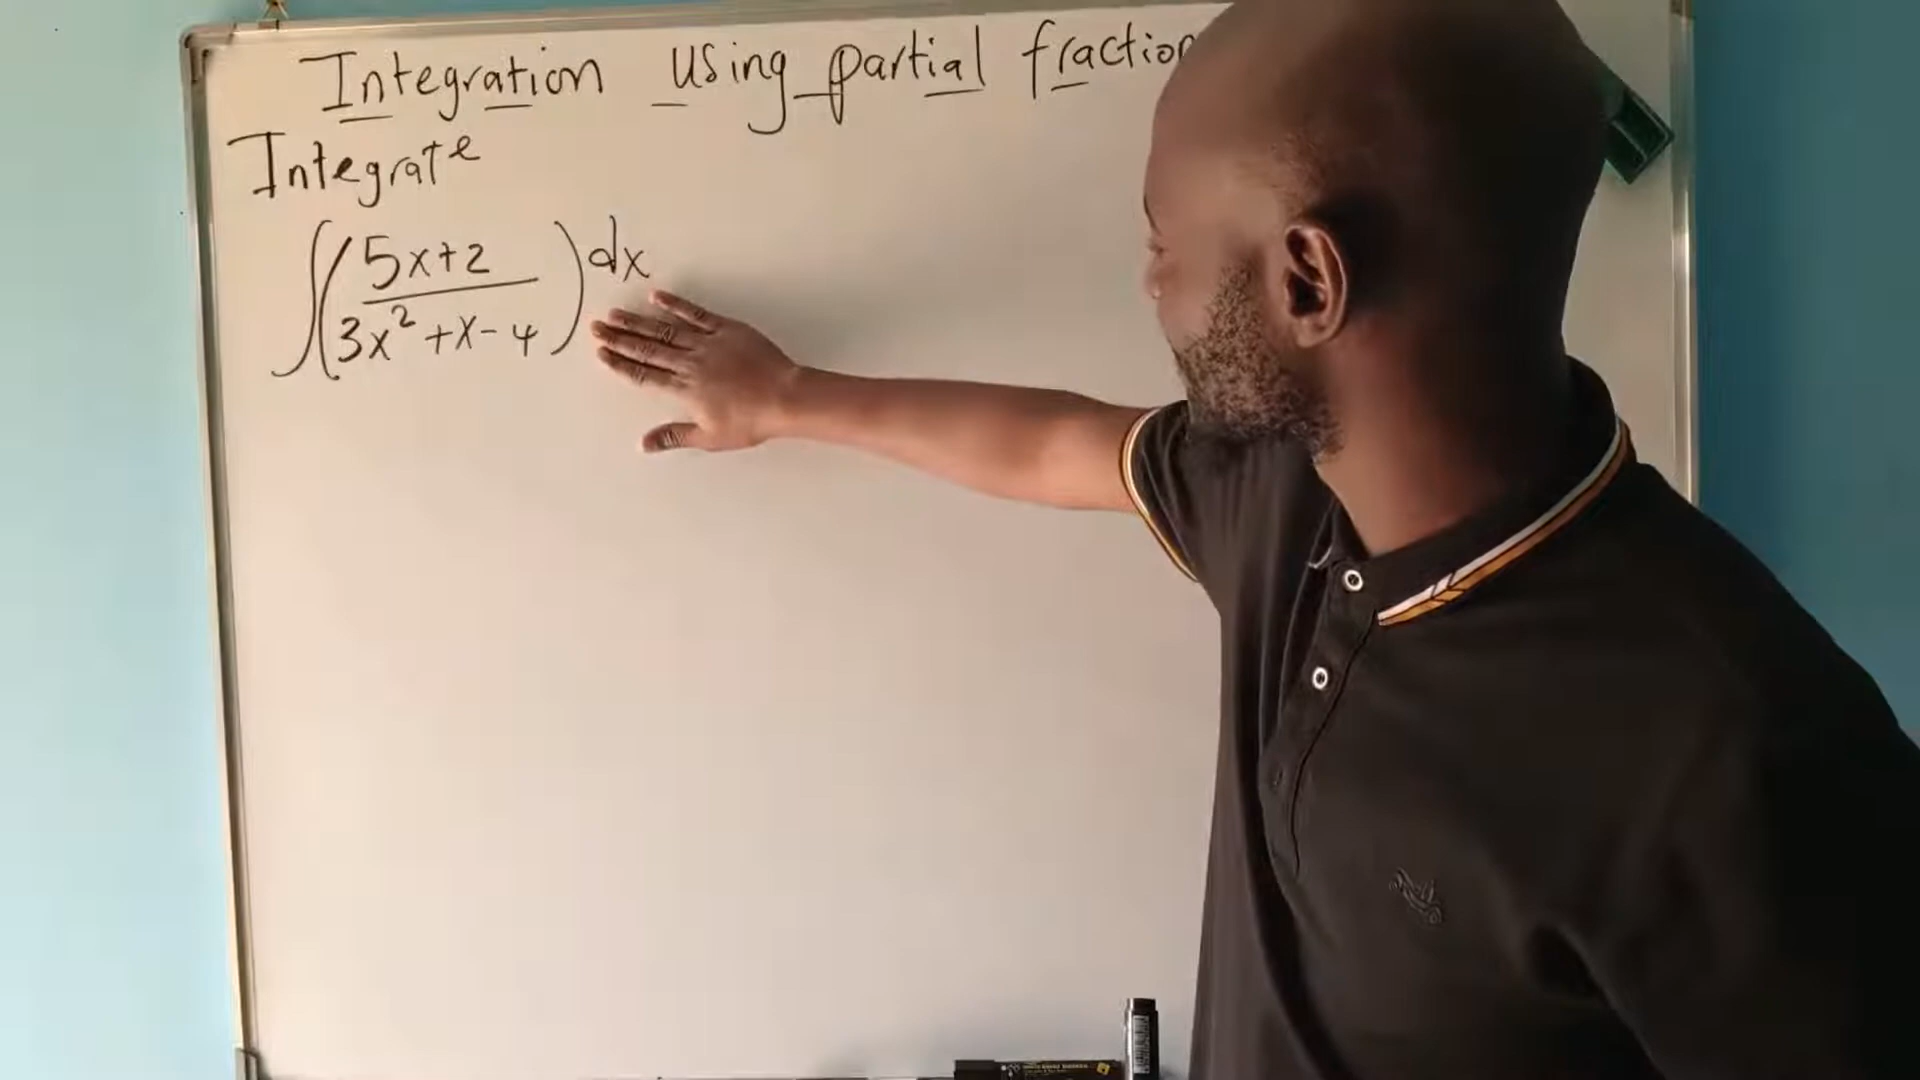 Integration using partial fraction
Integrate
∫(5x+2 / 3x² + x - 4) dx